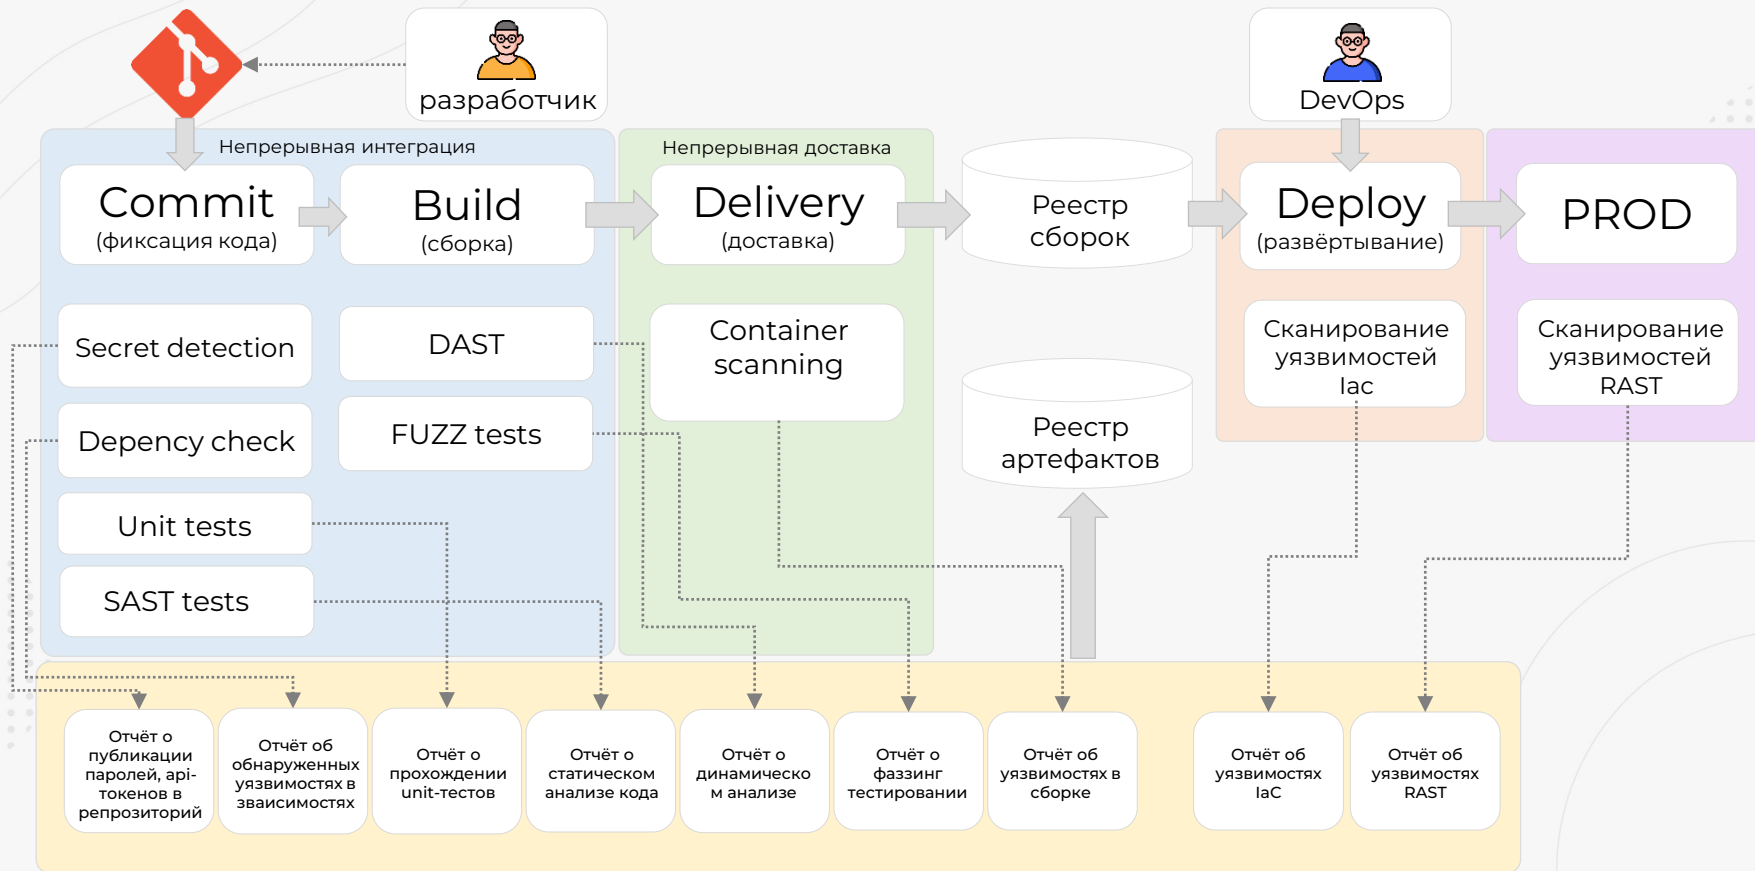 разработчик
DevOps
Непрерывная интеграция
Непрерывная доставка
Commit
(фиксация кода)
Build
(сборка)
Delivery
(доставка)
Реестр
сборок
Deploy
(развёртывание)
PROD
Secret detection
DAST
Container
scanning
Сканирование
уязвимостей
Iac
Сканирование
уязвимостей
RAST
Depency check
FUZZ tests
Реестр
артефактов
Unit tests
SAST tests
Отчёт о
публикации
паролей, api-
токенов в
репрозиторий
Отчёт об
обнаруженных
уязвимостях в
зваисимостях
Отчёт о
прохождении
unit-тестов
Отчёт о
статическом
анализе кода
Отчёт о
динамическо
м анализе
Отчёт о
фаззинг
тестировании
Отчёт об
уязвимостях в
сборке
Отчёт об
уязвимостях
IaC
Отчёт об
уязвимостях
RAST